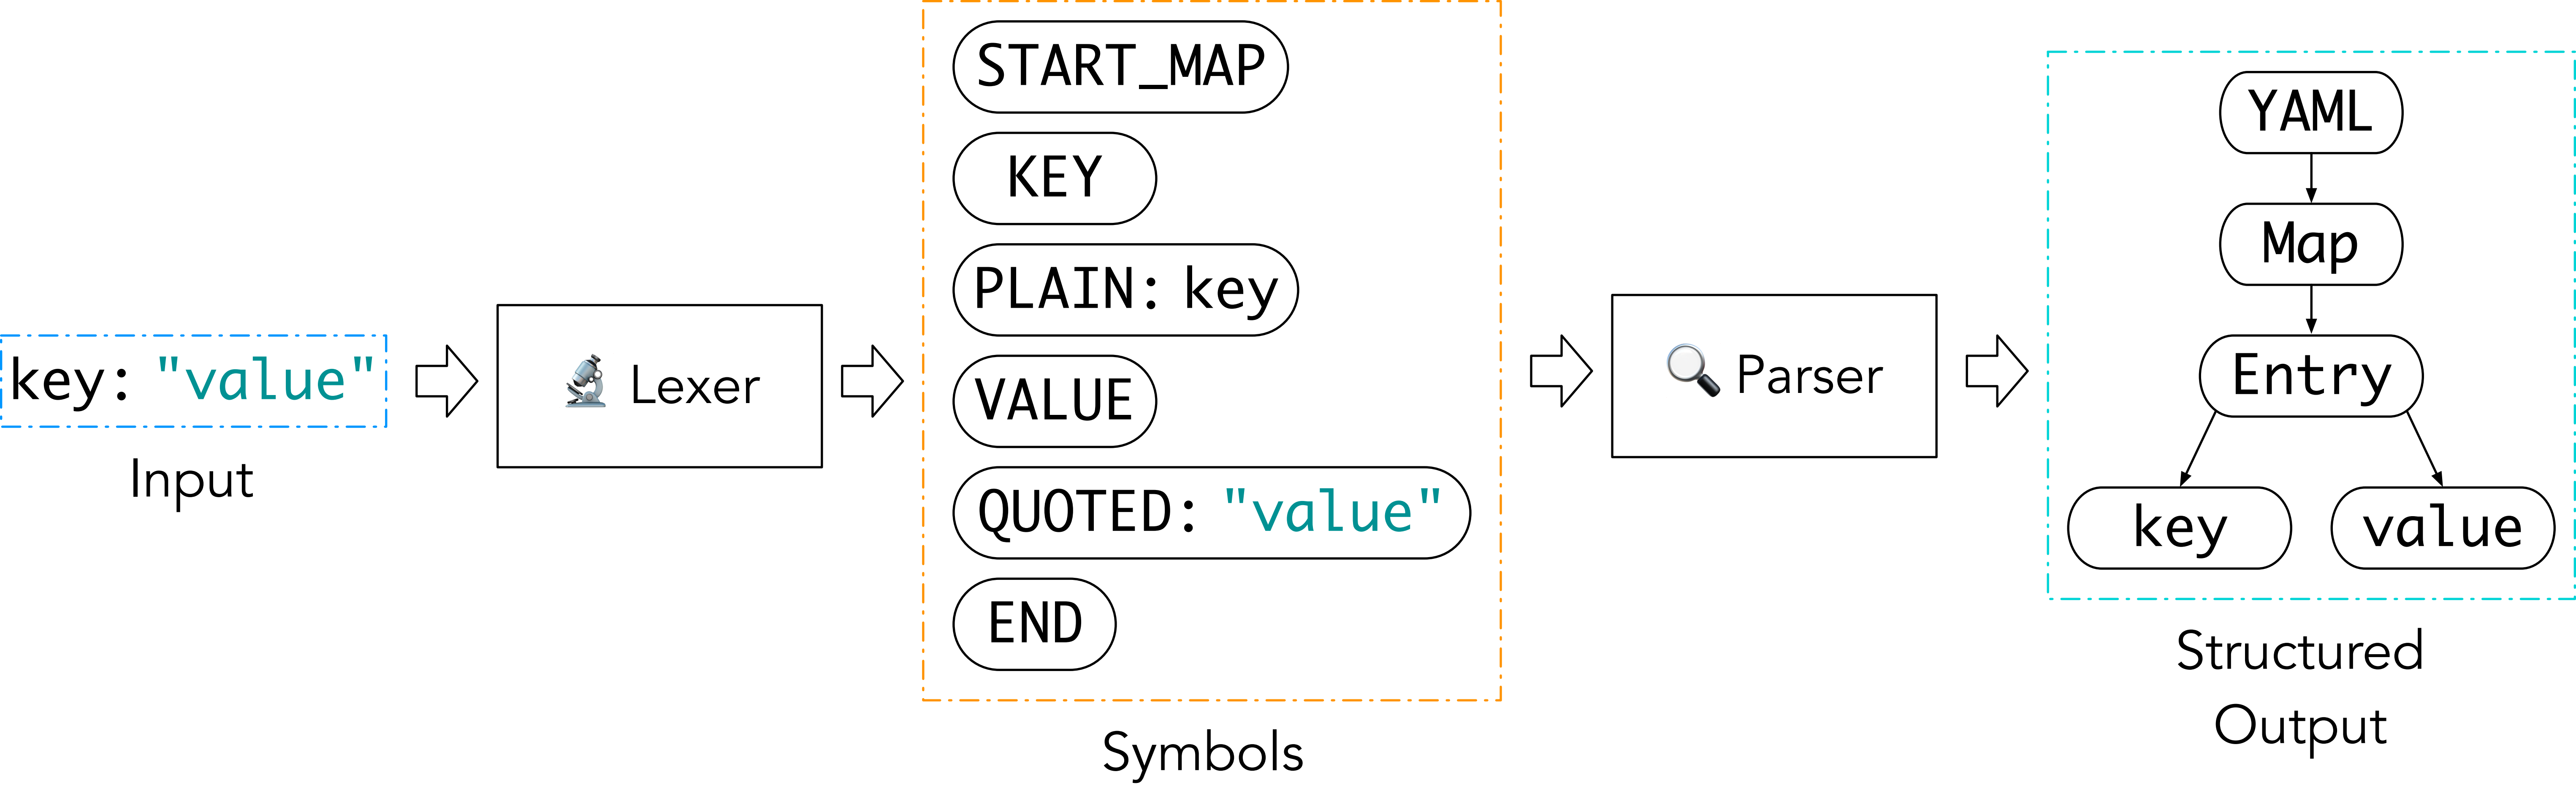 key: "value"
Input
Lexer
START_MAP
KEY
PLAIN: key
VALUE
QUOTED: "value"
END
Symbols
Parser
YAML
Map
Entry
key
value
Structured
Output